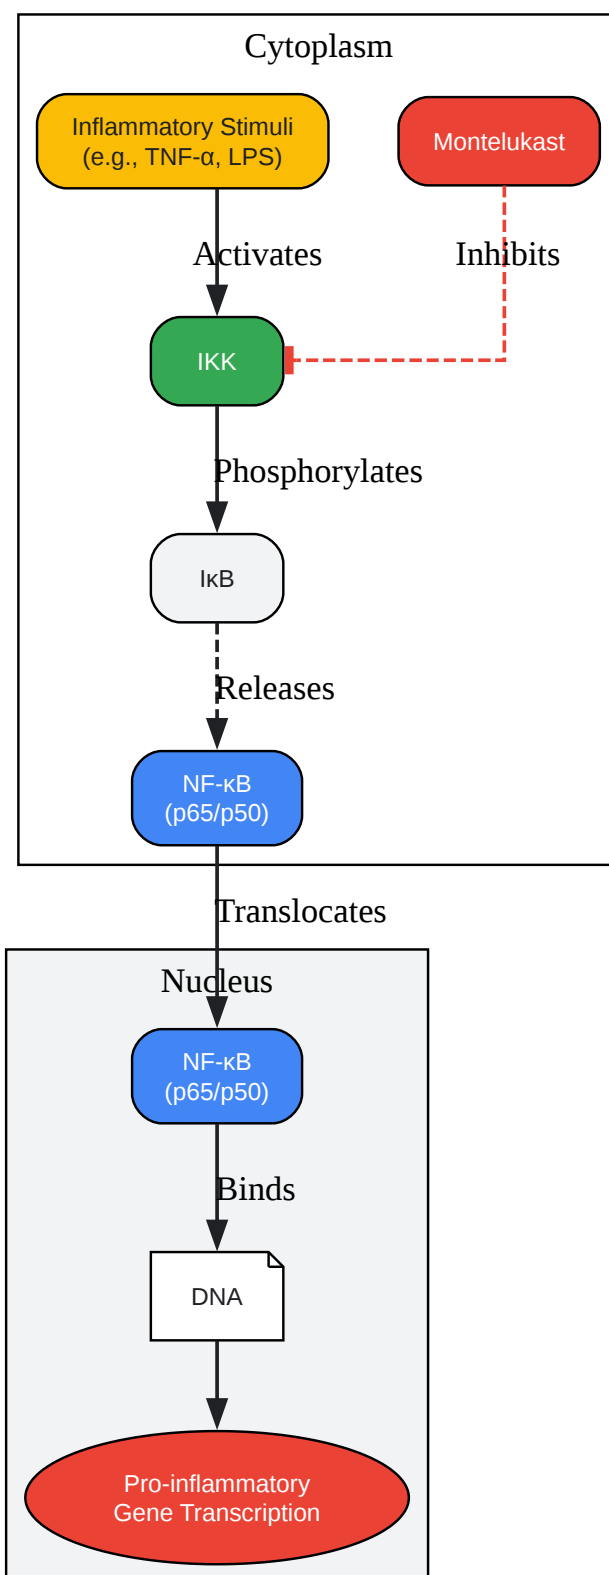 Cytoplasm
Inflammatory Stimuli
(e.g., TNF-α, LPS)
Montelukast
Activates
Inhibits
IKK
Phosphorylates
IκB
Releases
NF-κB
(p65/p50)
Translocates
Nucleus
NF-κB
(p65/p50)
Binds
DNA
Pro-inflammatory
Gene Transcription